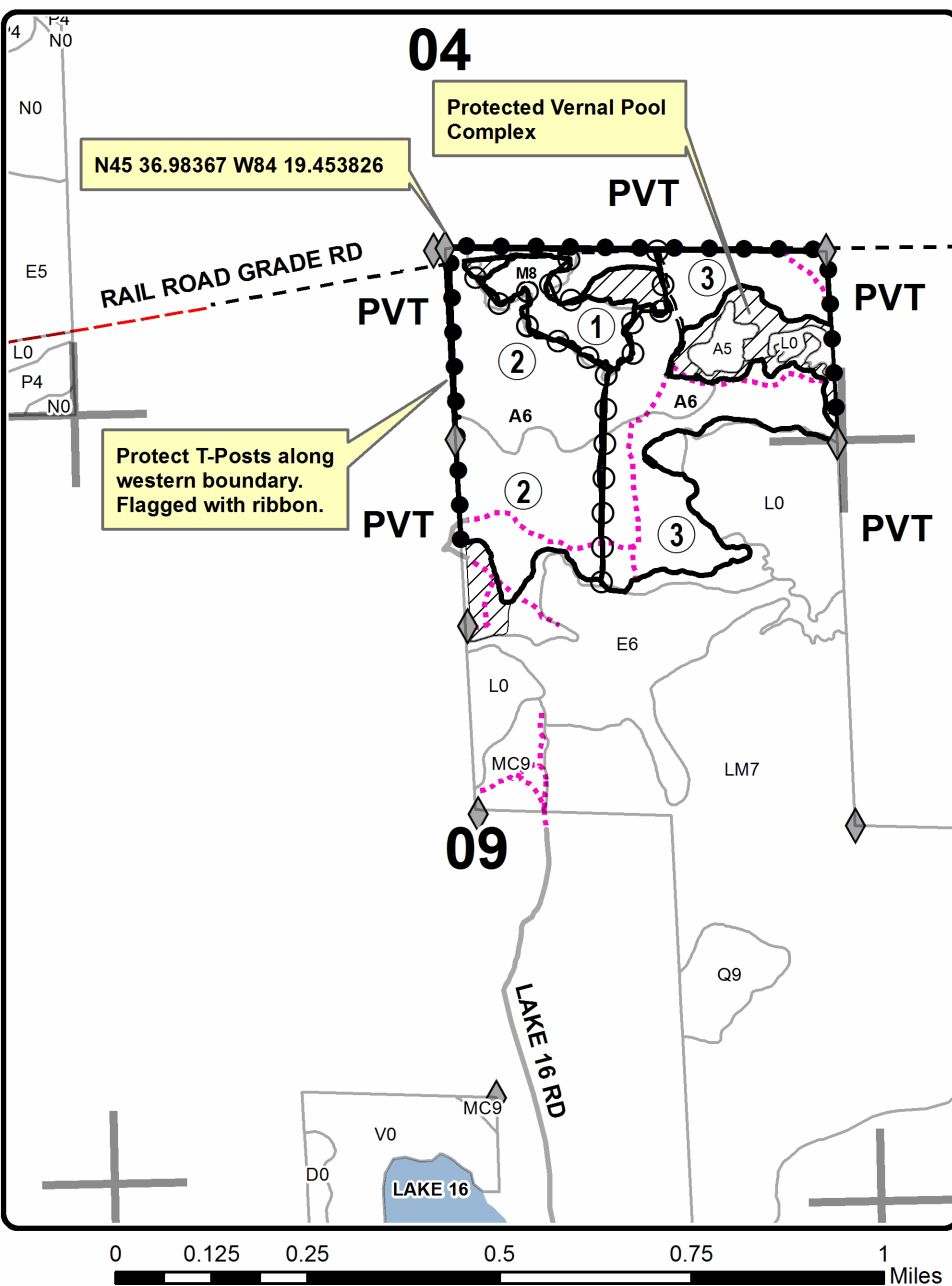 P4
'4
N0
04
N0
Protected Vernal Pool
Complex
N45 36.98367 W84 19.453826
PVT
RAIL ROAD GRADE RD
E5
M8
3
PVT
PVT
1
L0
2
A5
L0
P4
N0
A6
A6
Protect T-Posts along
western boundary.
Flagged with ribbon.
2
L0
PVT
3
PVT
E6
L0
MC9
LM7
09
Q9
LAKE 16 RD
MC9
V0
D0
LAKE 16
0 0.125 0.25 0.5 0.75 1
Miles